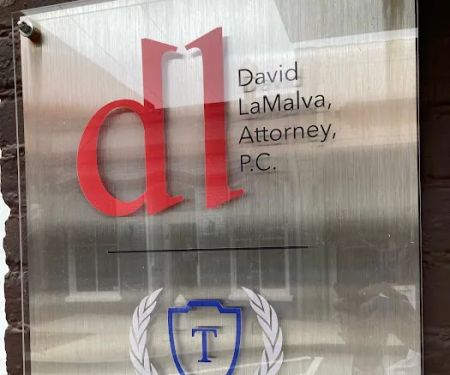 dl
David
LaMalva,
Attorney,
P.C.
T